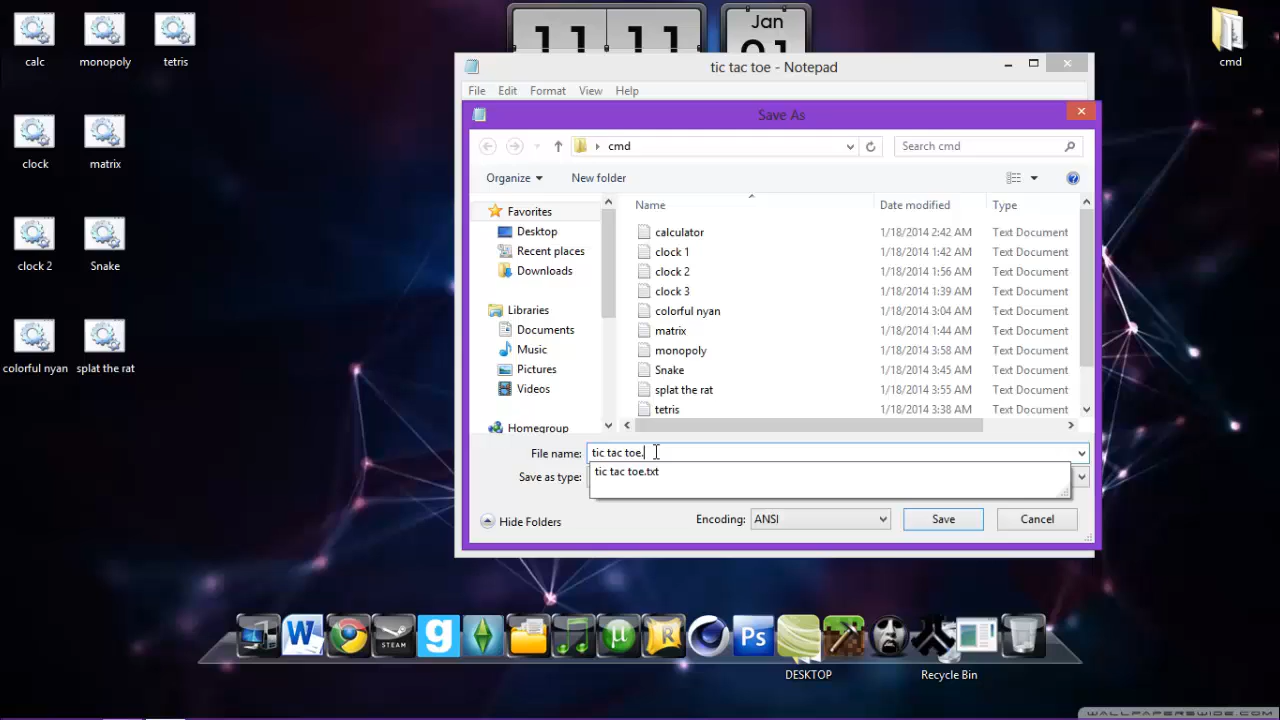 calc
monopoly
tetris
clock
matrix
clock 2
Snake
colorful nyan
splat the rat
11 11
Jan
01
cmd
tic tac toe - Notepad
File Edit Format View Help
Save As
cmd
Search cmd
Organize
New folder
Name Date modified Type
Favorites
Desktop
Recent places
Downloads
Libraries
Documents
Music
Pictures
Videos
Homegroup
calculator 1/18/2014 2:42 AM Text Document
clock 1 1/18/2014 1:42 AM Text Document
clock 2 1/18/2014 1:56 AM Text Document
clock 3 1/18/2014 1:39 AM Text Document
colorful nyan 1/18/2014 3:04 AM Text Document
matrix 1/18/2014 1:44 AM Text Document
monopoly 1/18/2014 3:58 AM Text Document
Snake 1/18/2014 3:45 AM Text Document
splat the rat 1/18/2014 3:55 AM Text Document
tetris 1/18/2014 3:38 AM Text Document
File name: tic tac toe.
tic tac toe.txt
Save as type:
Hide Folders
Encoding: ANSI
Save
Cancel
W
STEAM
g
µ
R
Ps
DESKTOP
Recycle Bin
WALLPAPERSWIDE.COM